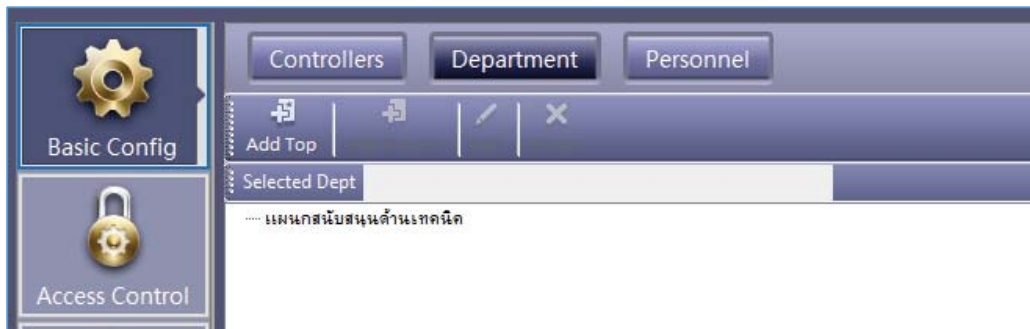 Controllers Department Personnel
Basic Config
Add Top
Selected Dept
แผนกสนับสนุนด้านเทคนิค
Access Control